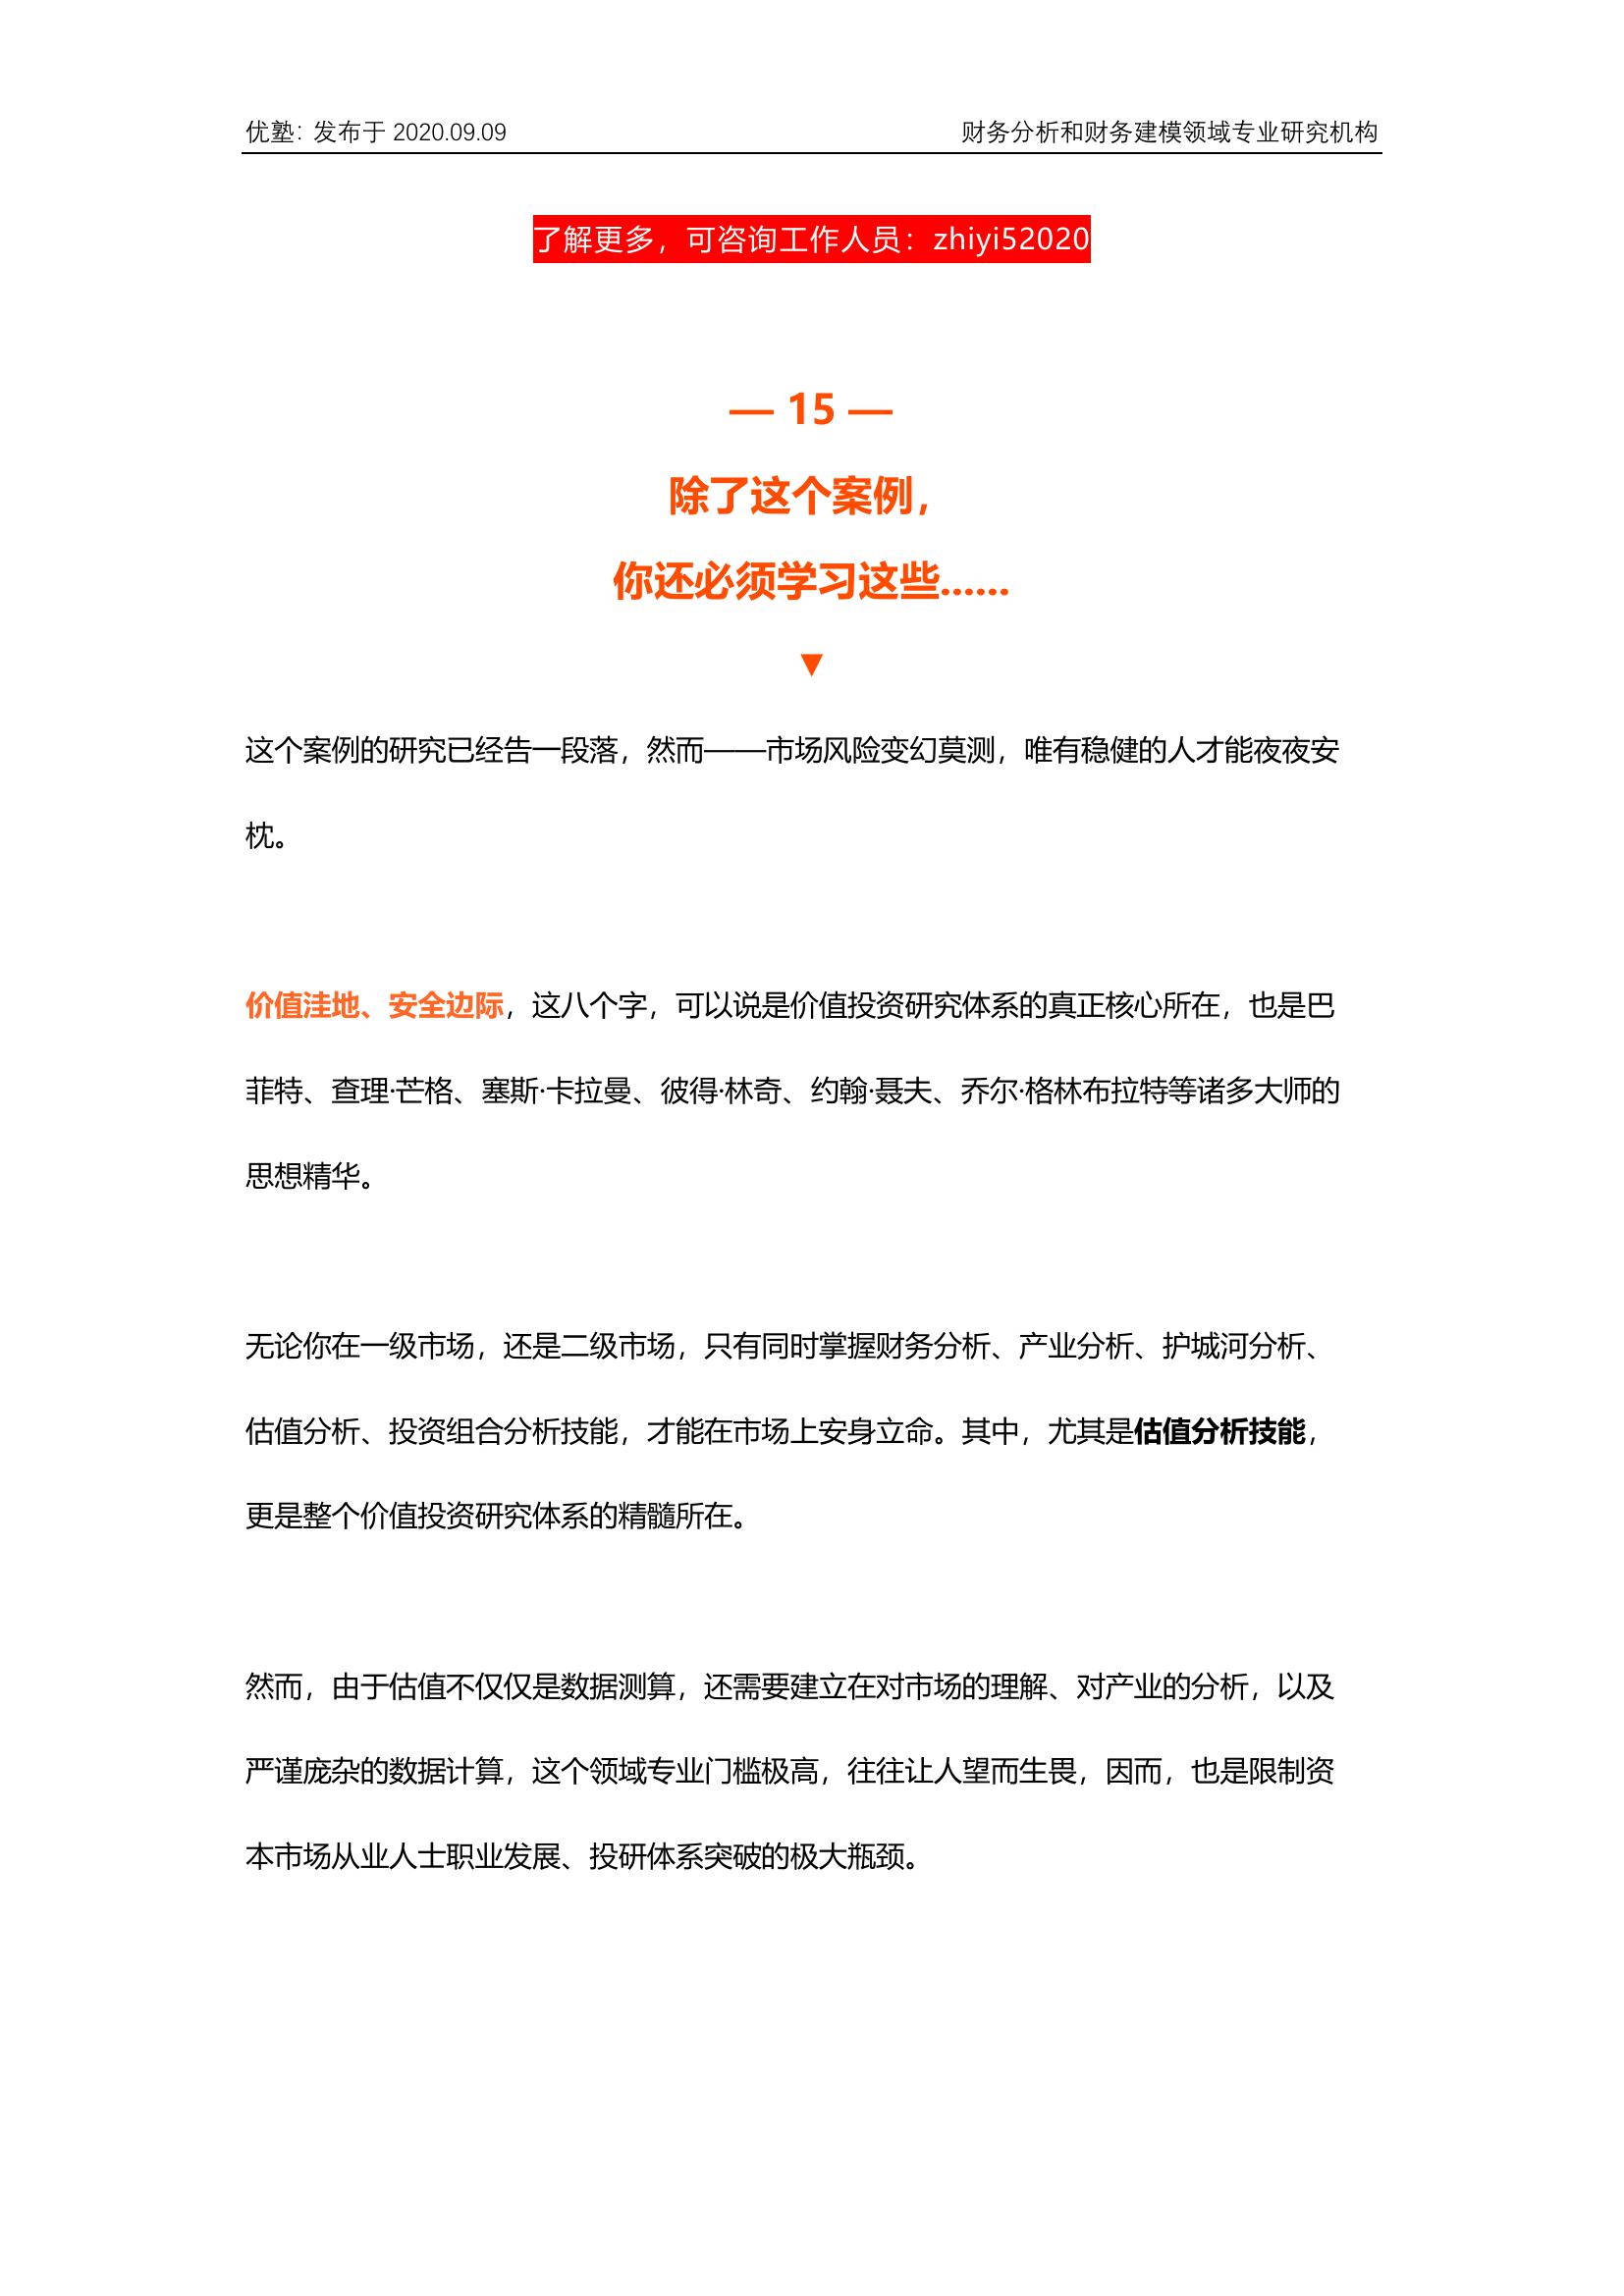 优塾：发布于 2020.09.09
财务分析和财务建模领域专业研究机构
了解更多，可咨询工作人员：zhiyi52020
— 15 —
除了这个案例，
你还必须学习这些......
▼
这个案例的研究已经告一段落，然而——市场风险变幻莫测，唯有稳健的人才能夜夜安
枕。
价值洼地、安全边际，这八个字，可以说是价值投资研究体系的真正核心所在，也是巴
菲特、查理·芒格、塞斯·卡拉曼、彼得·林奇、约翰·聂夫、乔尔·格林布拉特等诸多大师的
思想精华。
无论你在一级市场，还是二级市场，只有同时掌握财务分析、产业分析、护城河分析、
估值分析、投资组合分析技能，才能在市场上安身立命。其中，尤其是估值分析技能，
更是整个价值投资研究体系的精髓所在。
然而，由于估值不仅仅是数据测算，还需要建立在对市场的理解、对产业的分析，以及
严谨庞杂的数据计算，这个领域专业门槛极高，往往让人望而生畏，因而，也是限制资
本市场从业人士职业发展、投研体系突破的极大瓶颈。